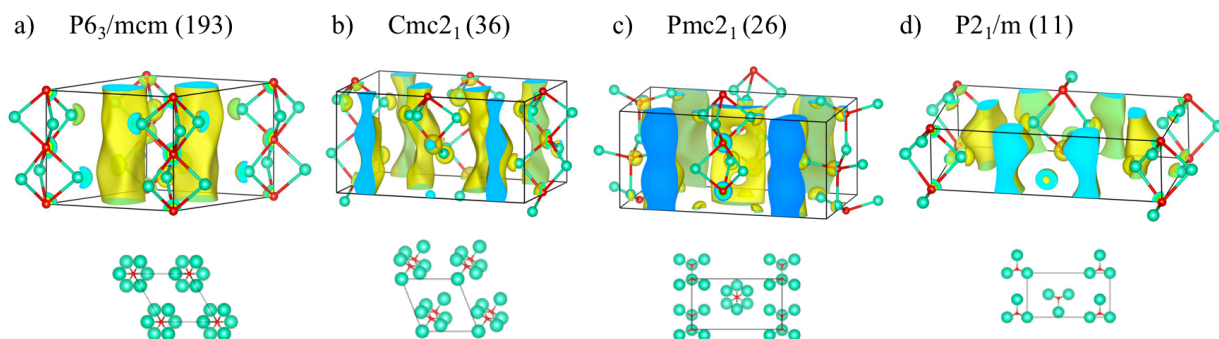 a) P6₃/mcm (193) b) Cmc2₁ (36) c) Pmc2₁ (26) d) P2₁/m (11)